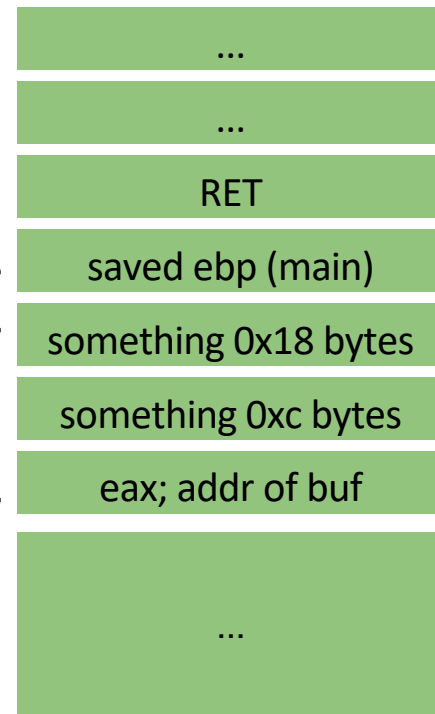 ...
...
RET
saved ebp (main)
something 0x18 bytes
something 0xc bytes
eax; addr of buf
...